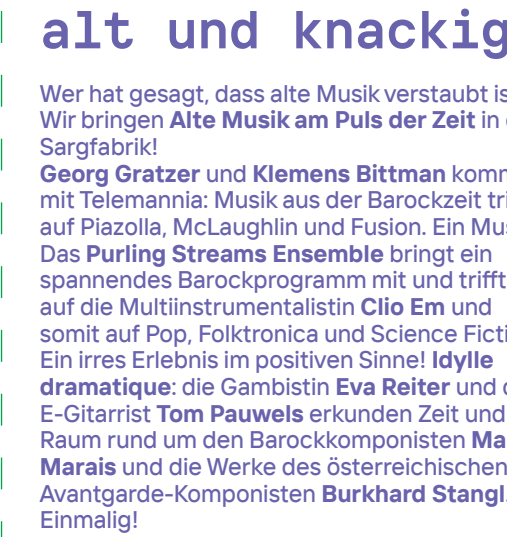 alt und knackig
Wer hat gesagt, dass alte Musik verstaubt is
Wir bringen Alte Musik am Puls der Zeit in
Sargfabrik!
Georg Gratzer und Klemens Bittman komm
mit Telemannia: Musik aus der Barockzeit tri
auf Piazolla, McLaughlin und Fusion. Ein Mus
Das Purling Streams Ensemble bringt ein
spannendes Barockprogramm mit und trifft
auf die Multiinstrumentalistin Clio Em und
somit auf Pop, Folktronica und Science Ficti
Ein irres Erlebnis im positiven Sinne! Idylle
dramatique: die Gambistin Eva Reiter und
E-Gitarrist Tom Pauwels erkunden Zeit und
Raum rund um den Barockkomponisten Ma
Marais und die Werke des österreichischen
Avantgarde-Komponisten Burkhard Stangl.
Einmalig!